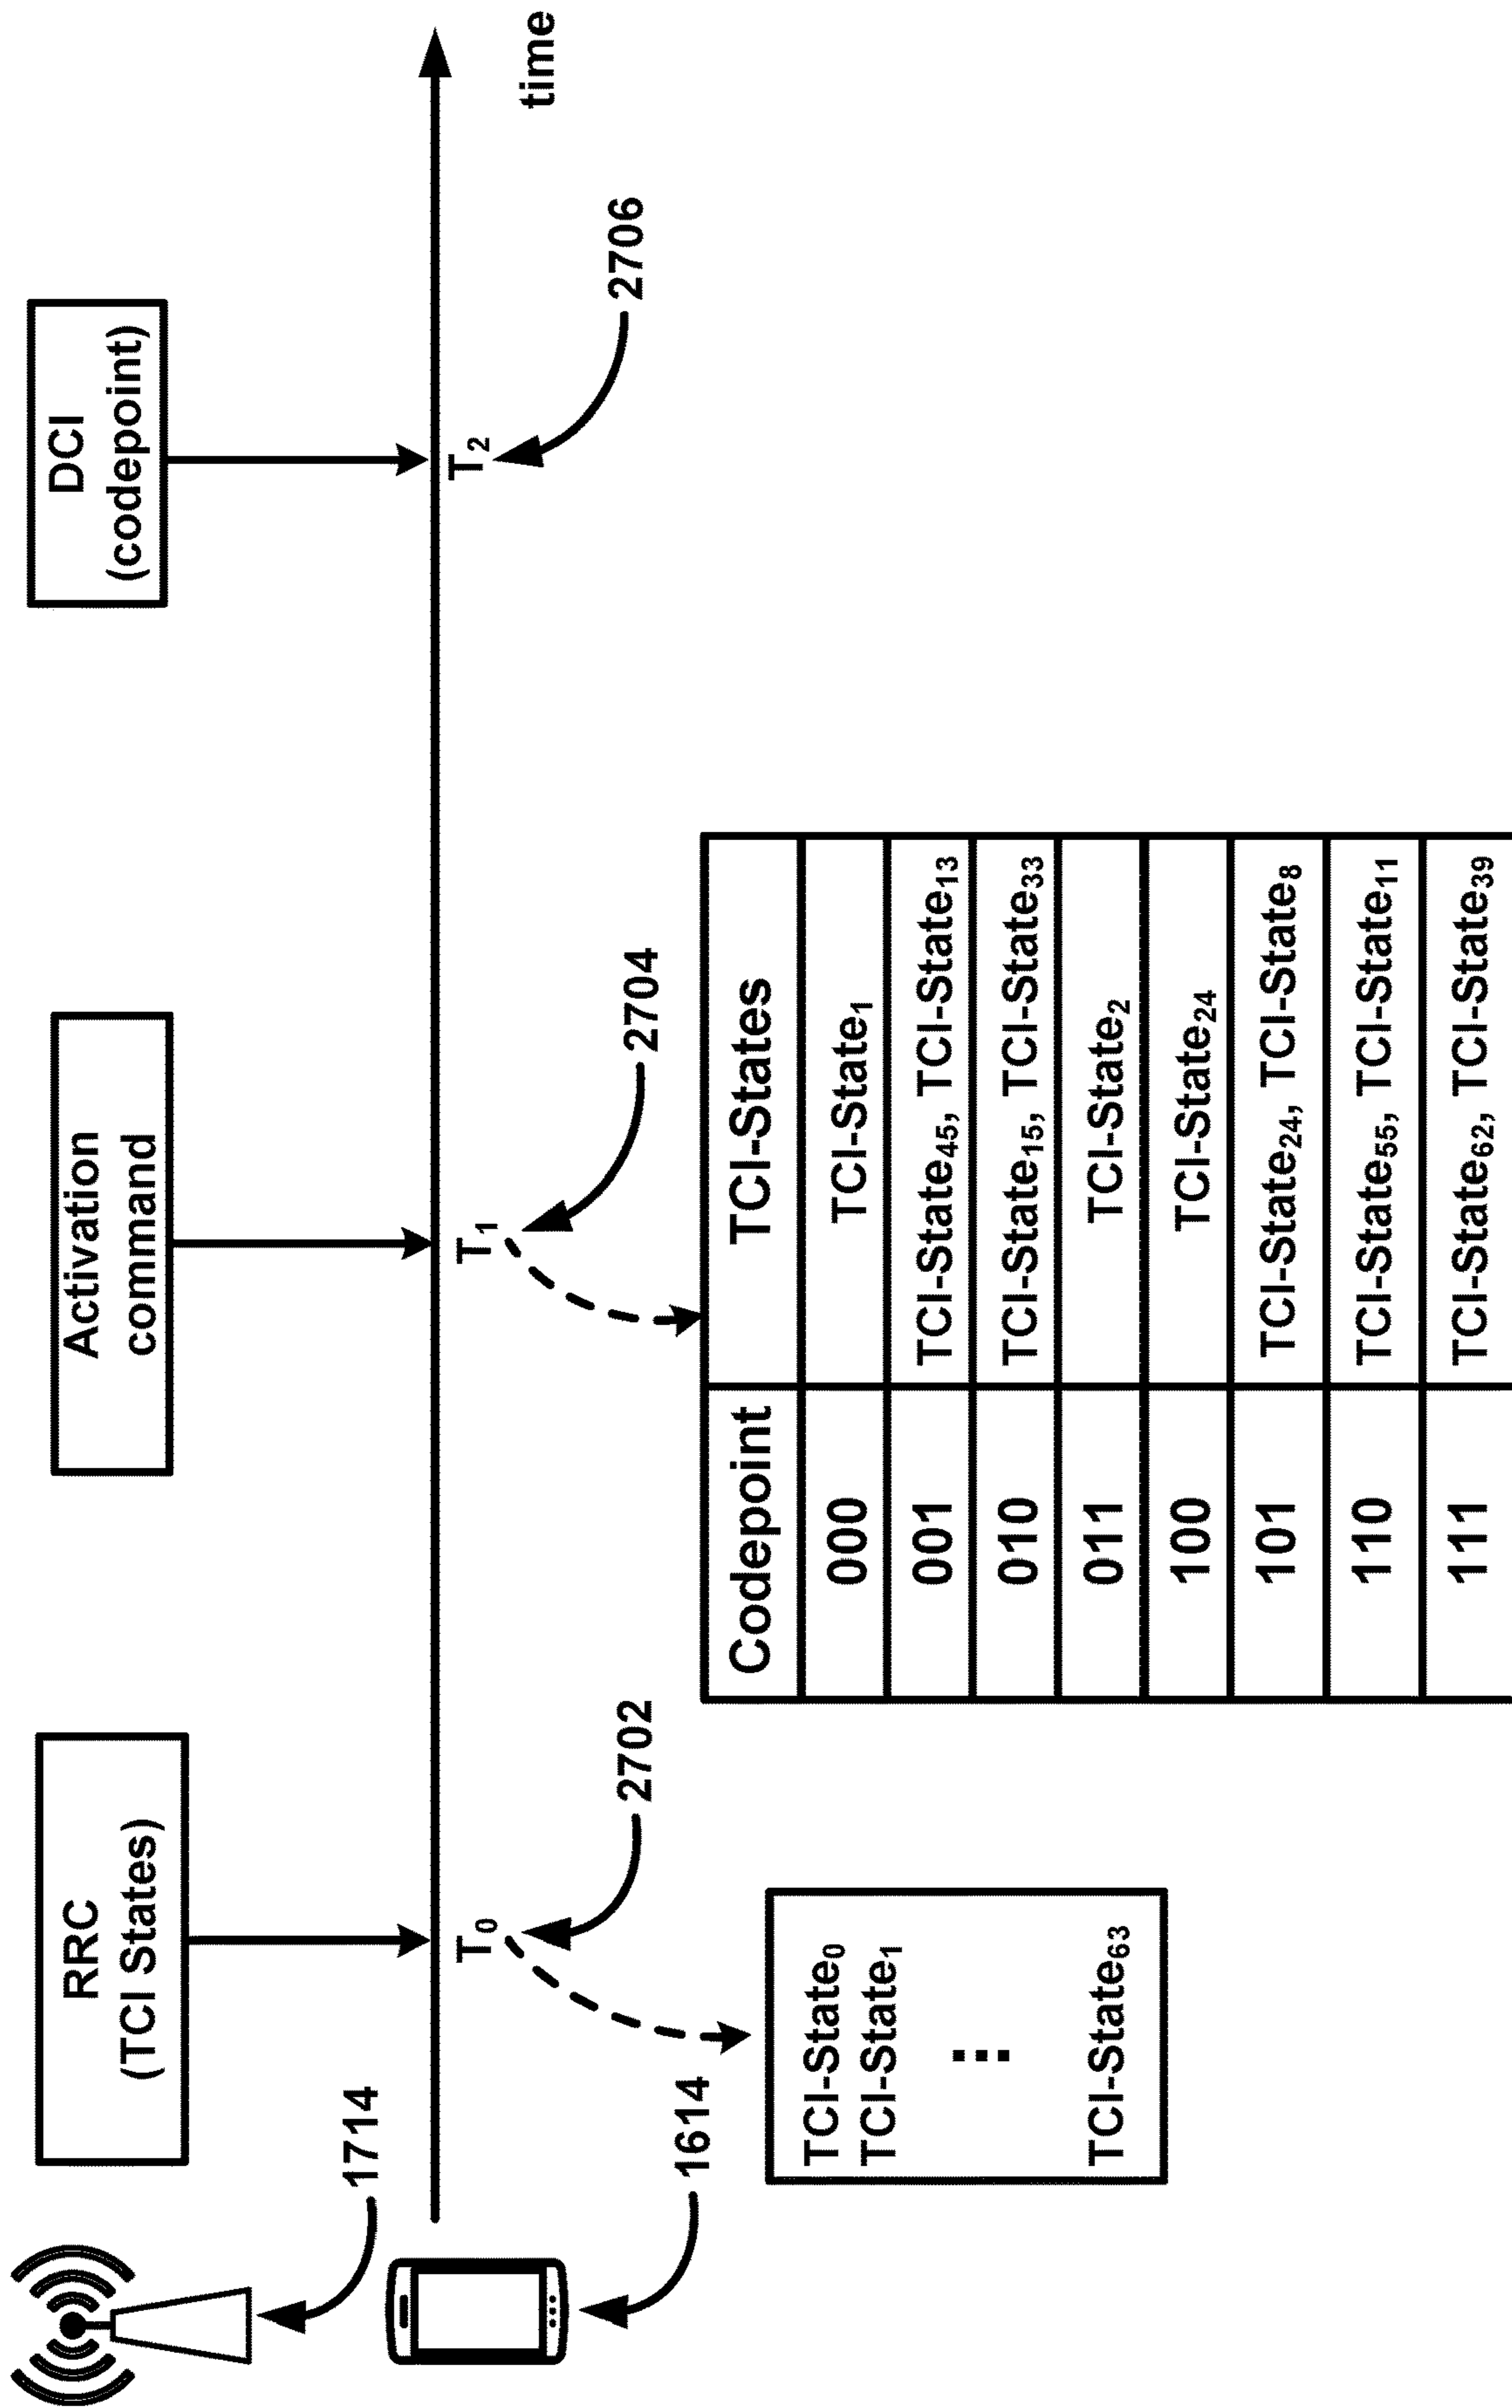 RRC
(TCI States)
Activation
command
DCI
(codepoint)
1714
T0
T1
T2
time
1614
2702
2704
2706
TCI-State0
TCI-State1
⋮
TCI-State63
Codepoint TCI-States
000 TCI-State1
001 TCI-State45, TCI-State13
010 TCI-State15, TCI-State33
011 TCI-State2
100 TCI-State24
101 TCI-State24, TCI-State8
110 TCI-State55, TCI-State11
111 TCI-State62, TCI-State39